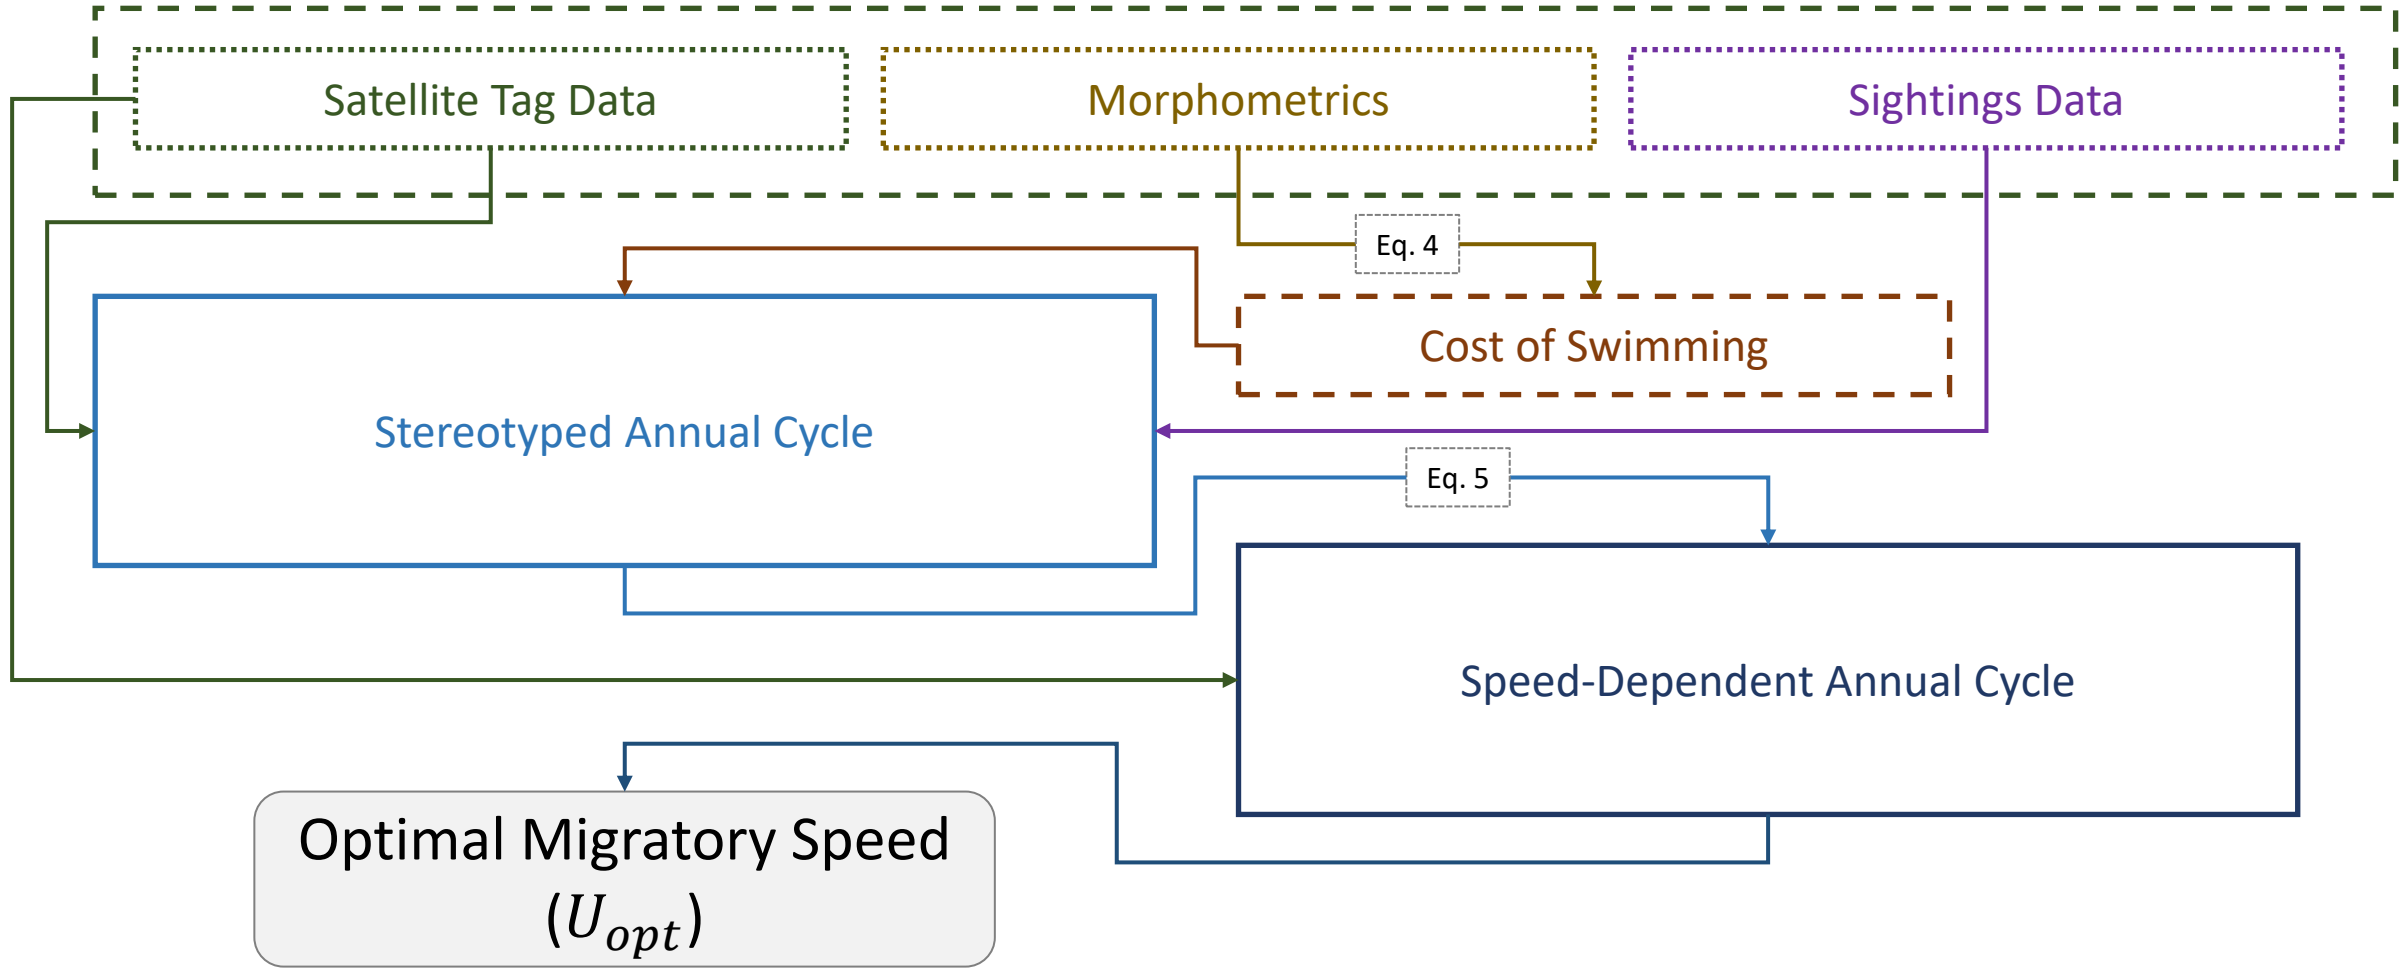 Satellite Tag Data
Morphometrics
Sightings Data
Eq. 4
Cost of Swimming
Stereotyped Annual Cycle
Eq. 5
Speed-Dependent Annual Cycle
Optimal Migratory Speed
(U_opt)